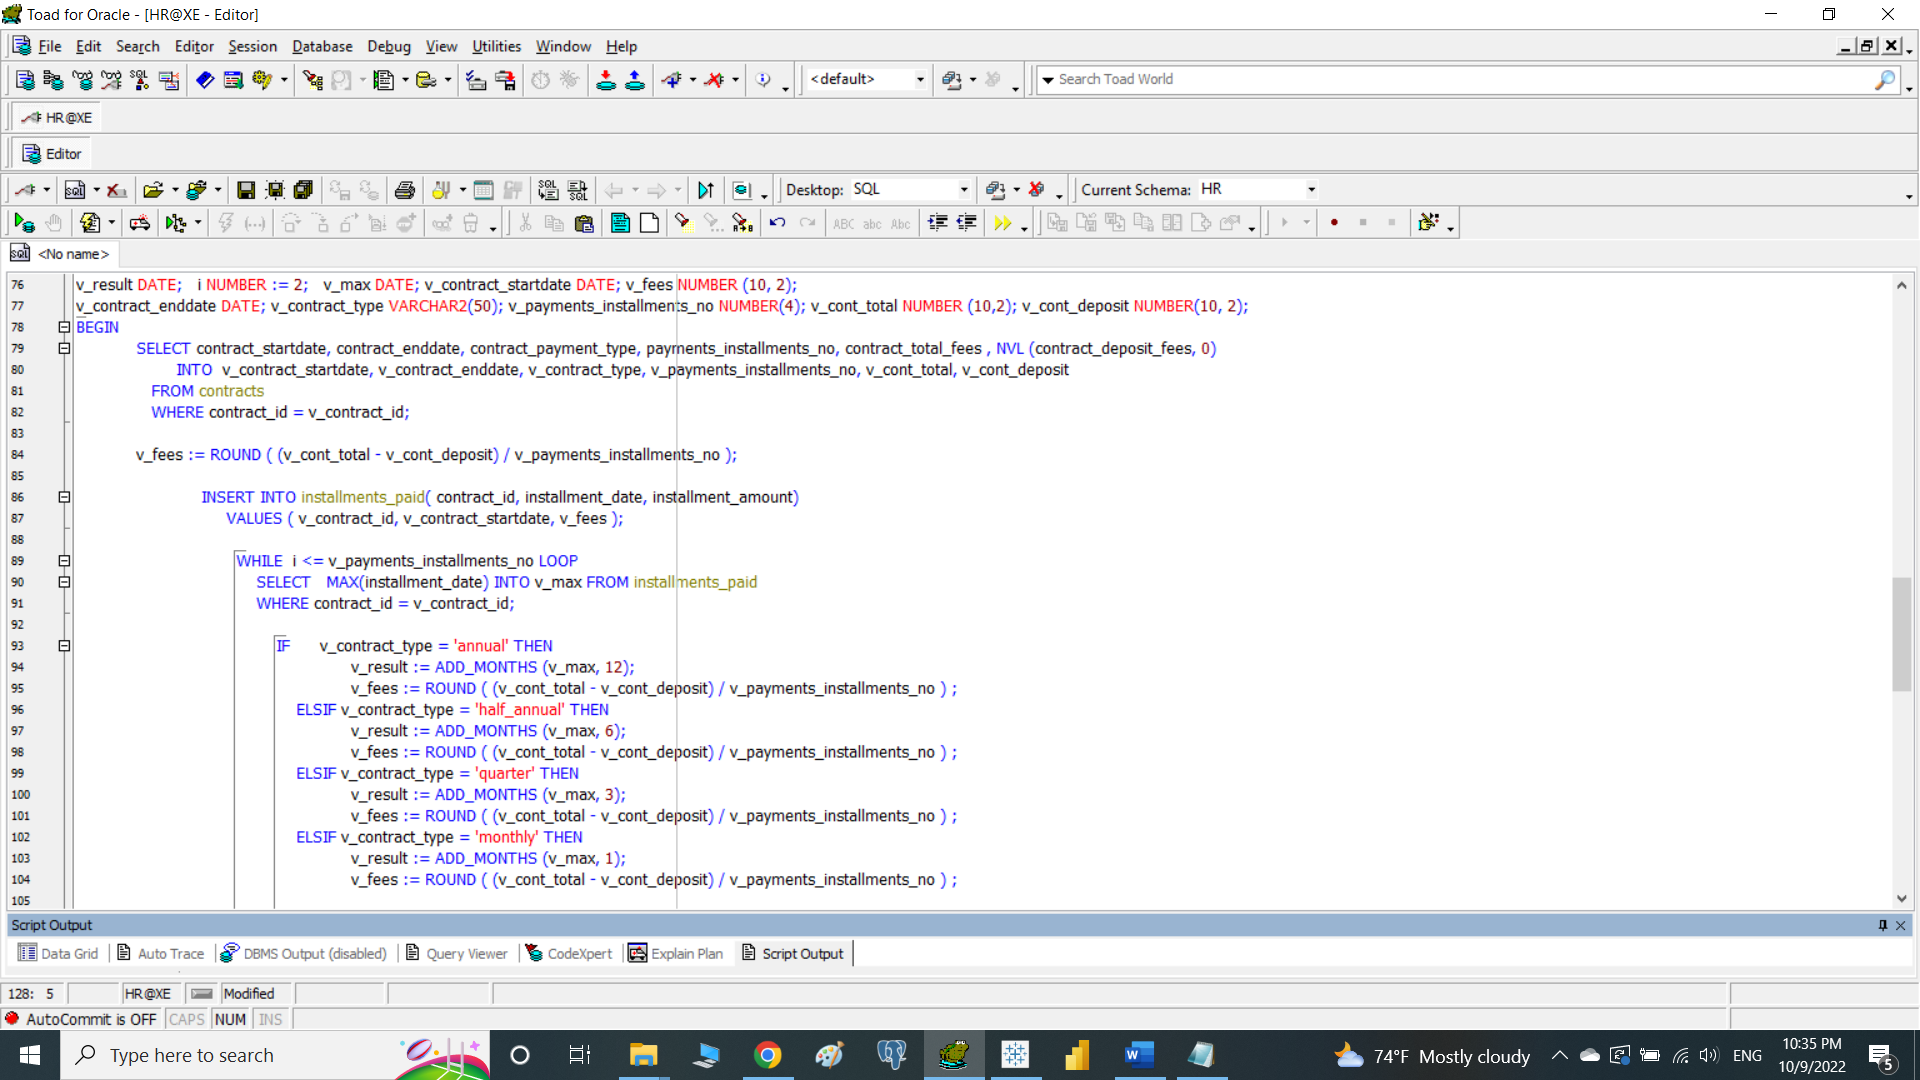 Toad for Oracle - [HR@XE - Editor]
File Edit Search Editor Session Database Debug View Utilities Window Help
<default> Search Toad World
HR@XE
Editor
SQL Desktop: SQL Current Schema: HR
ABC abc Abc
SQL <No name>
76 v_result DATE; i NUMBER := 2; v_max DATE; v_contract_startdate DATE; v_fees NUMBER (10, 2);
77 v_contract_enddate DATE; v_contract_type VARCHAR2(50); v_payments_installments_no NUMBER(4); v_cont_total NUMBER (10,2); v_cont_deposit NUMBER(10, 2);
78 BEGIN
79 SELECT contract_startdate, contract_enddate, contract_payment_type, payments_installments_no, contract_total_fees , NVL (contract_deposit_fees, 0)
80 INTO v_contract_startdate, v_contract_enddate, v_contract_type, v_payments_installments_no, v_cont_total, v_cont_deposit
81 FROM contracts
82 WHERE contract_id = v_contract_id;
83
84 v_fees := ROUND ( (v_cont_total - v_cont_deposit) / v_payments_installments_no );
85
86 INSERT INTO installments_paid( contract_id, installment_date, installment_amount)
87 VALUES ( v_contract_id, v_contract_startdate, v_fees );
88
89 WHILE i <= v_payments_installments_no LOOP
90 SELECT MAX(installment_date) INTO v_max FROM installments_paid
91 WHERE contract_id = v_contract_id;
92
93 IF v_contract_type = 'annual' THEN
94 v_result := ADD_MONTHS (v_max, 12);
95 v_fees := ROUND ( (v_cont_total - v_cont_deposit) / v_payments_installments_no ) ;
96 ELSIF v_contract_type = 'half_annual' THEN
97 v_result := ADD_MONTHS (v_max, 6);
98 v_fees := ROUND ( (v_cont_total - v_cont_deposit) / v_payments_installments_no ) ;
99 ELSIF v_contract_type = 'quarter' THEN
100 v_result := ADD_MONTHS (v_max, 3);
101 v_fees := ROUND ( (v_cont_total - v_cont_deposit) / v_payments_installments_no ) ;
102 ELSIF v_contract_type = 'monthly' THEN
103 v_result := ADD_MONTHS (v_max, 1);
104 v_fees := ROUND ( (v_cont_total - v_cont_deposit) / v_payments_installments_no ) ;
105
Script Output
Data Grid Auto Trace DBMS Output (disabled) Query Viewer CodeXpert Explain Plan Script Output
128: 5 HR@XE Modified
AutoCommit is OFF CAPS NUM INS
Type here to search 74°F Mostly cloudy ENG 10:35 PM 5
10/9/2022